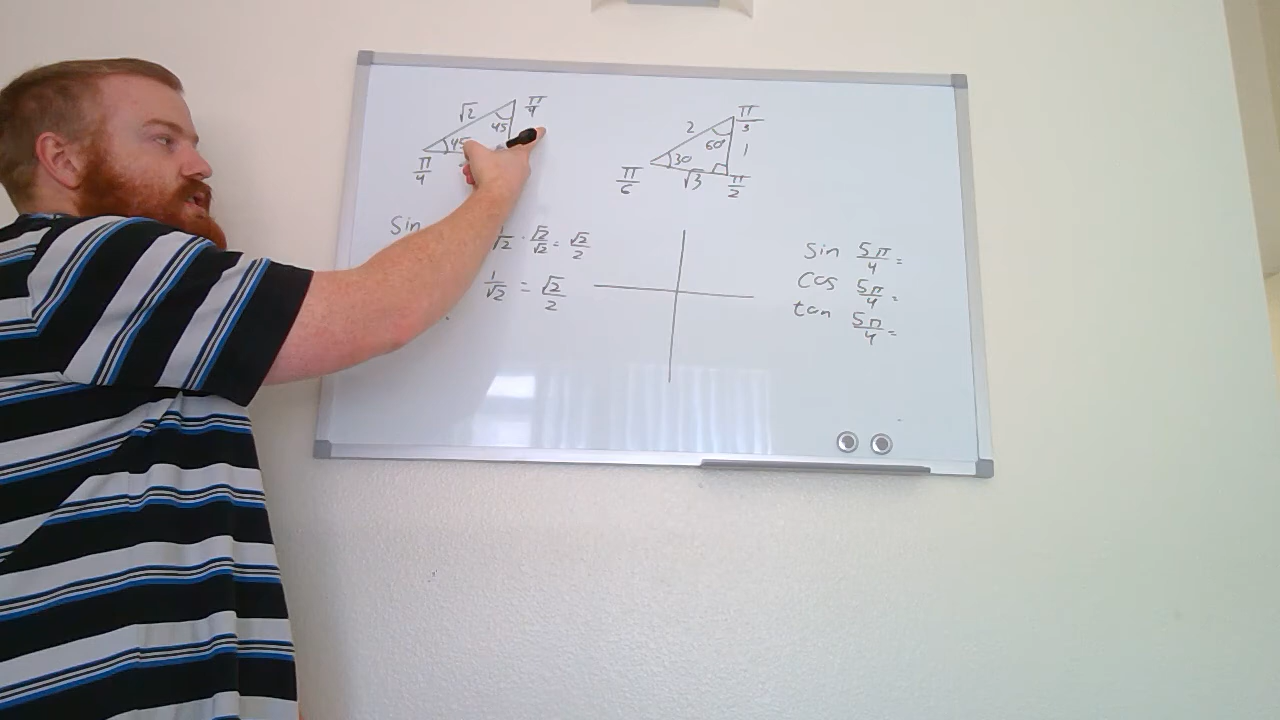 √2 45 π/4
45
π/4
2 60° π/3
30 1
π/6 √3 π/2
Sin 1/√2 · √2/√2 = √2/2
1/√2 = √2/2
Sin 5π/4 =
Cos 5π/4 =
tan 5π/4 =